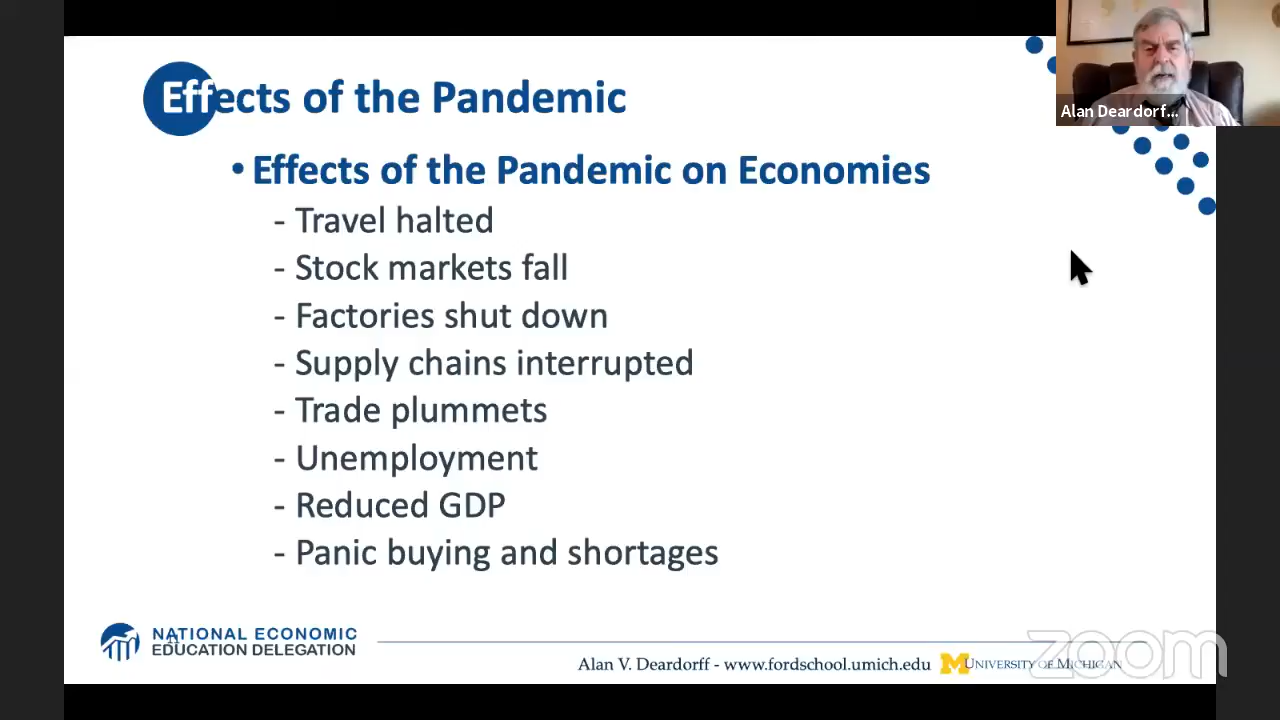 Effects of the Pandemic
Alan Deardorf...
• Effects of the Pandemic on Economies
- Travel halted
- Stock markets fall
- Factories shut down
- Supply chains interrupted
- Trade plummets
- Unemployment
- Reduced GDP
- Panic buying and shortages
NATIONAL ECONOMIC
EDUCATION DELEGATION
11
Alan V. Deardorff - www.fordschool.umich.edu
M UNIVERSITY OF MICHIGAN
zoom